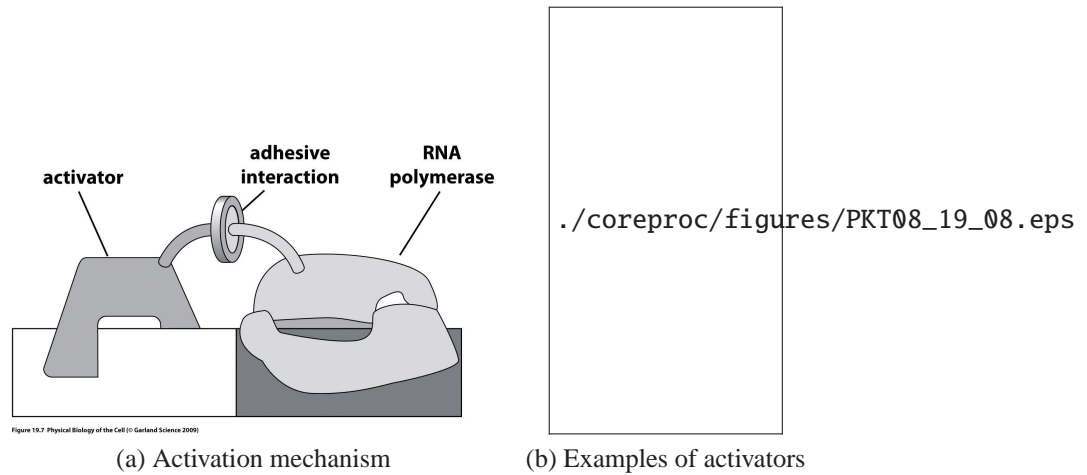 activator
adhesive
interaction
RNA
polymerase
./coreproc/figures/PKT08_19_08.eps
Figure 19.7 Physical Biology of the Cell (© Garland Science 2009)
(a) Activation mechanism
(b) Examples of activators